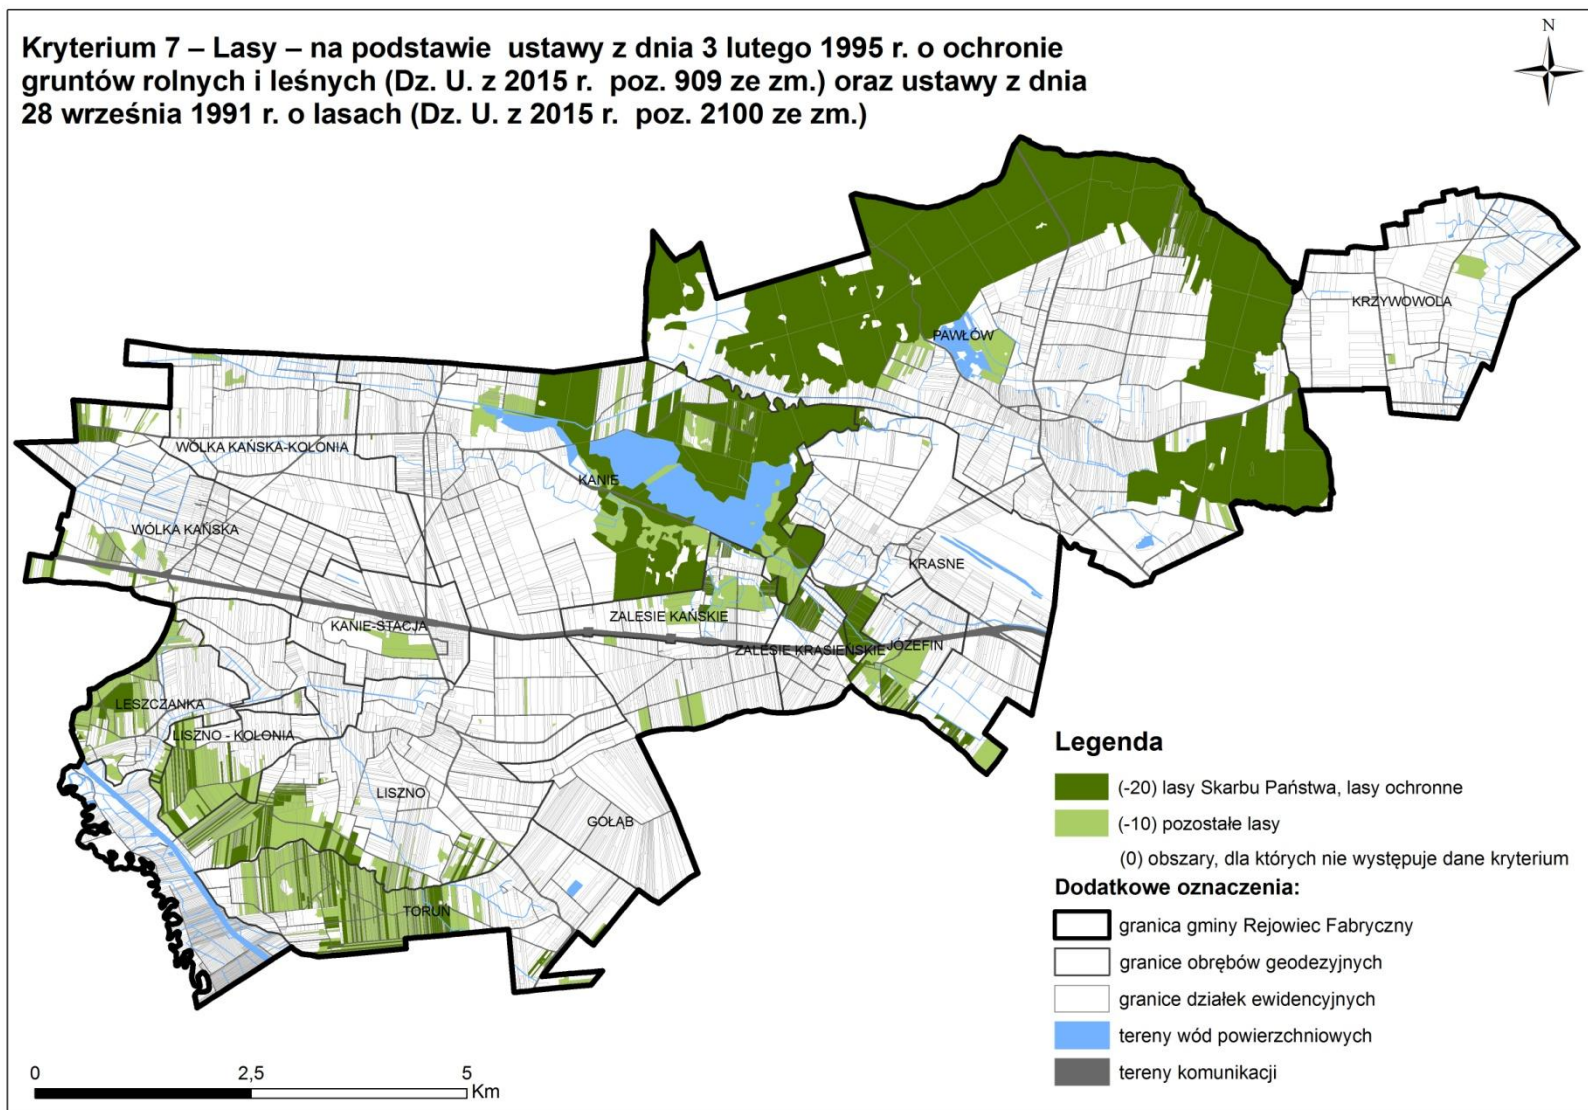 Kryterium 7 – Lasy – na podstawie ustawy z dnia 3 lutego 1995 r. o ochronie
gruntów rolnych i leśnych (Dz. U. z 2015 r. poz. 909 ze zm.) oraz ustawy z dnia
28 września 1991 r. o lasach (Dz. U. z 2015 r. poz. 2100 ze zm.)
N
KRZYWOWOLA
PAWŁÓW
WÓLKA KAŃSKA-KOLONIA
KANIE
WÓLKA KAŃSKA
KRASNE
ZALESIE KAŃSKIE
KANIE-STACJA
ZALESIE KRASIEŃSKIE
JÓZEFIN
LESZCZANKA
LISZNO - KOLONIA
LISZNO
GOŁĄB
TORUŃ
Legenda
(-20) lasy Skarbu Państwa, lasy ochronne
(-10) pozostałe lasy
(0) obszary, dla których nie występuje dane kryterium
Dodatkowe oznaczenia:
granica gminy Rejowiec Fabryczny
granice obrębów geodezyjnych
granice działek ewidencyjnych
tereny wód powierzchniowych
tereny komunikacji
0 2,5 5
Km